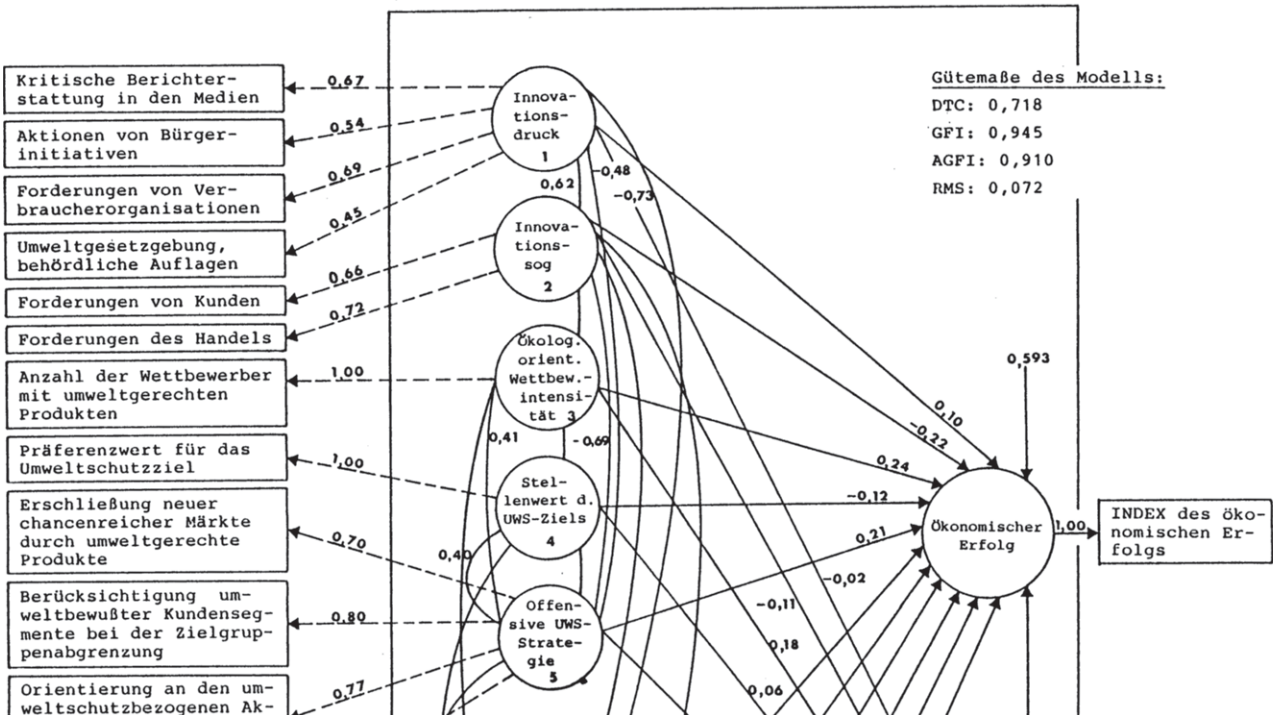 Kritische Berichter-
stattung in den Medien
Aktionen von Bürger-
initiativen
Forderungen von Ver-
braucherorganisationen
Umweltgesetzgebung,
behördliche Auflagen
Forderungen von Kunden
Forderungen des Handels
Anzahl der Wettbewerber
mit umweltgerechten
Produkten
Präferenzwert für das
Umweltschutzziel
Erschließung neuer
chancenreicher Märkte
durch umweltgerechte
Produkte
Berücksichtigung um-
weltbewußter Kundenseg-
mente bei der Zielgrup-
penabgrenzung
Orientierung an den um-
weltschutzbezogenen Ak-
0,67
0,54
0,69
0,45
0,66
0,72
1,00
1,00
0,70
0,80
0,77
Innova-
tions-
druck
1
Innova-
tions-
sog
2
Ökolog.
orient.
Wettbew.-
intensi-
tät 3
Stel-
lenwert d.
UWS-Ziels
4
Offen-
sive UWS-
Strate-
gie
5
0,62
-0,48
-0,73
0,41
-0,69
0,40
0,10
-0,22
0,24
-0,12
0,21
-0,02
-0,11
0,18
0,06
Gütemaße des Modells:
DTC: 0,718
GFI: 0,945
AGFI: 0,910
RMS: 0,072
0,593
Ökonomischer
Erfolg
1,00
INDEX des öko-
nomischen Er-
folgs